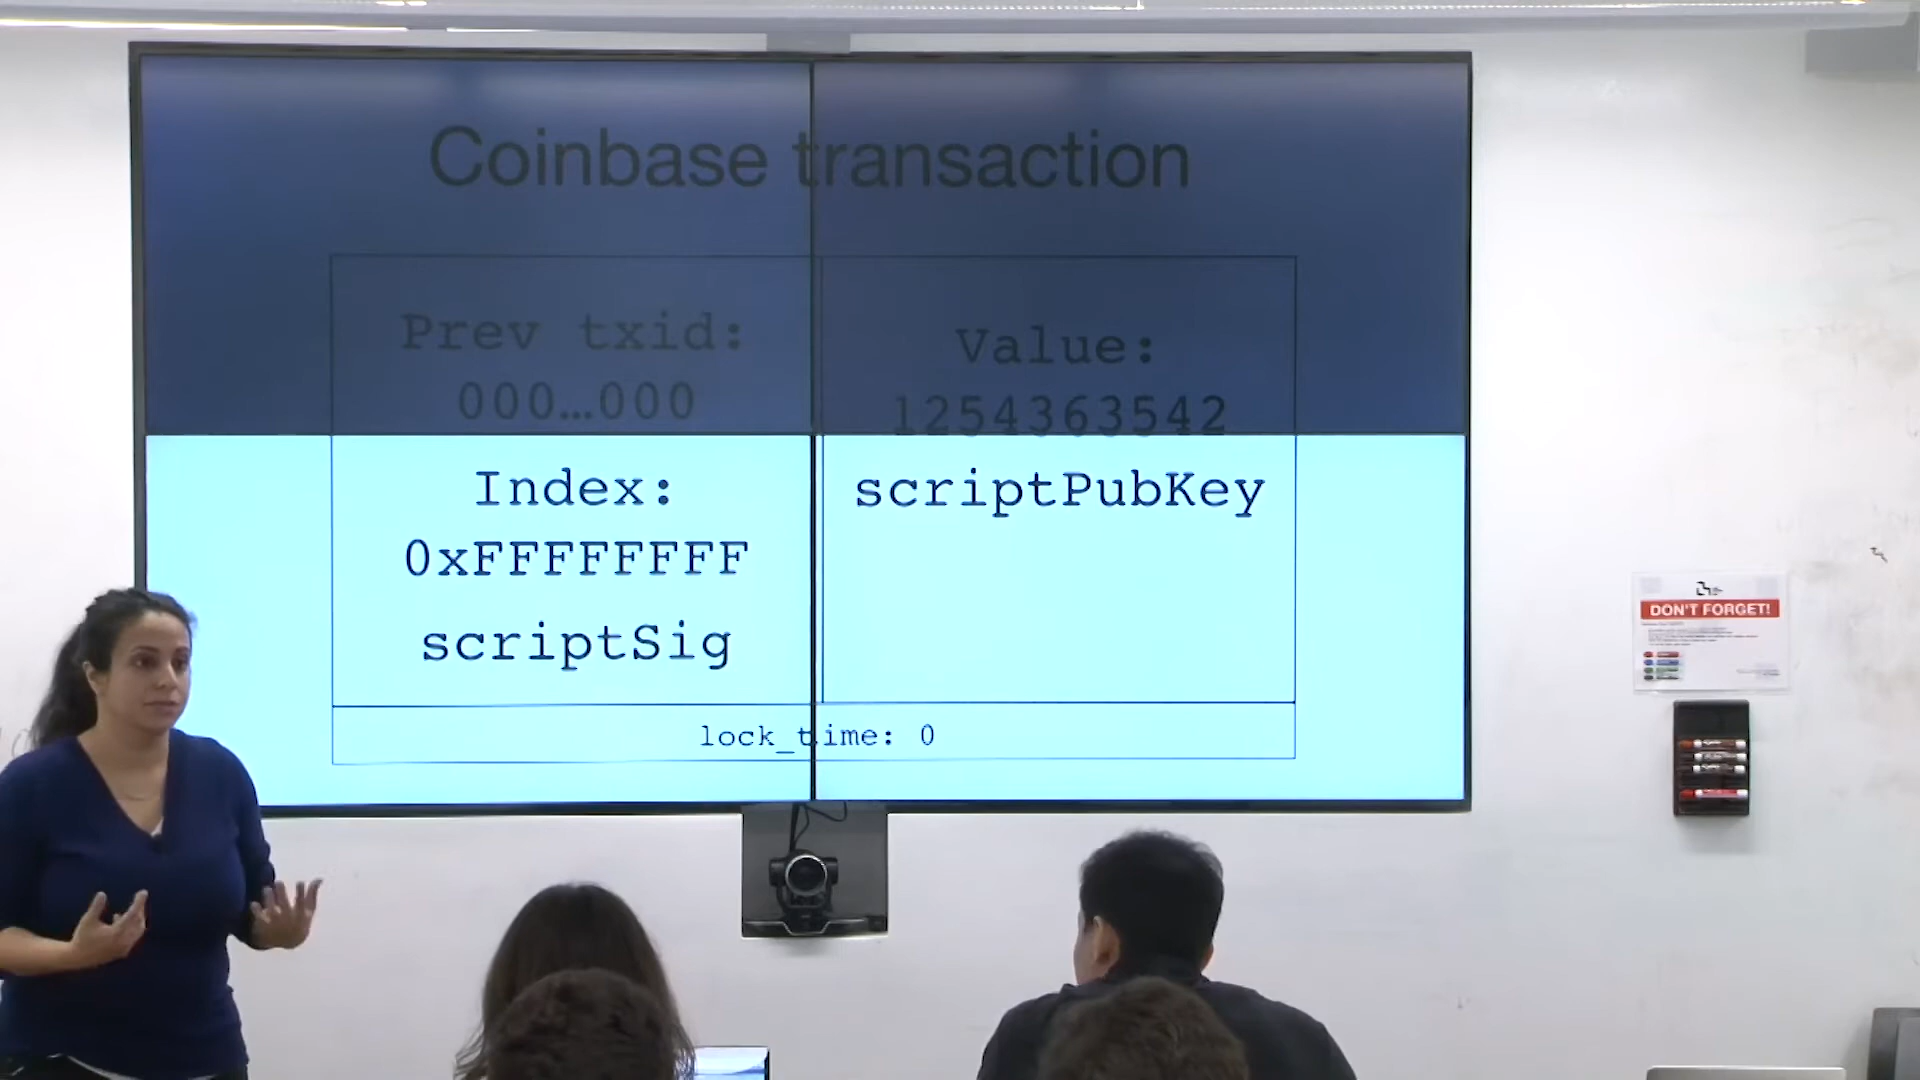 Coinbase transaction
Prev txid:
000…000
Index:
0xFFFFFFFF
scriptSig
Value:
1254363542
scriptPubKey
lock_time: 0
DON'T FORGET!